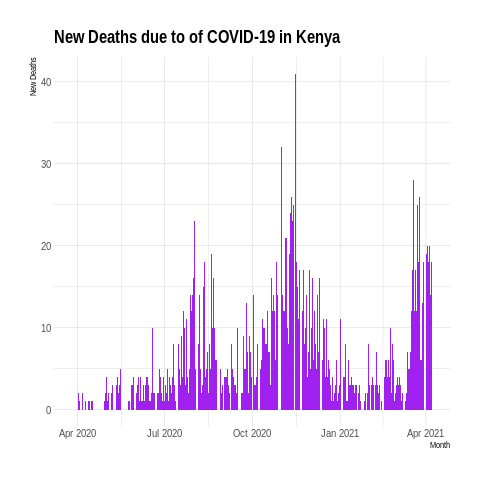 New Deaths due to of COVID-19 in Kenya
New Deaths
40
30
20
10
0
Apr 2020 Jul 2020 Oct 2020 Jan 2021 Apr 2021
Month